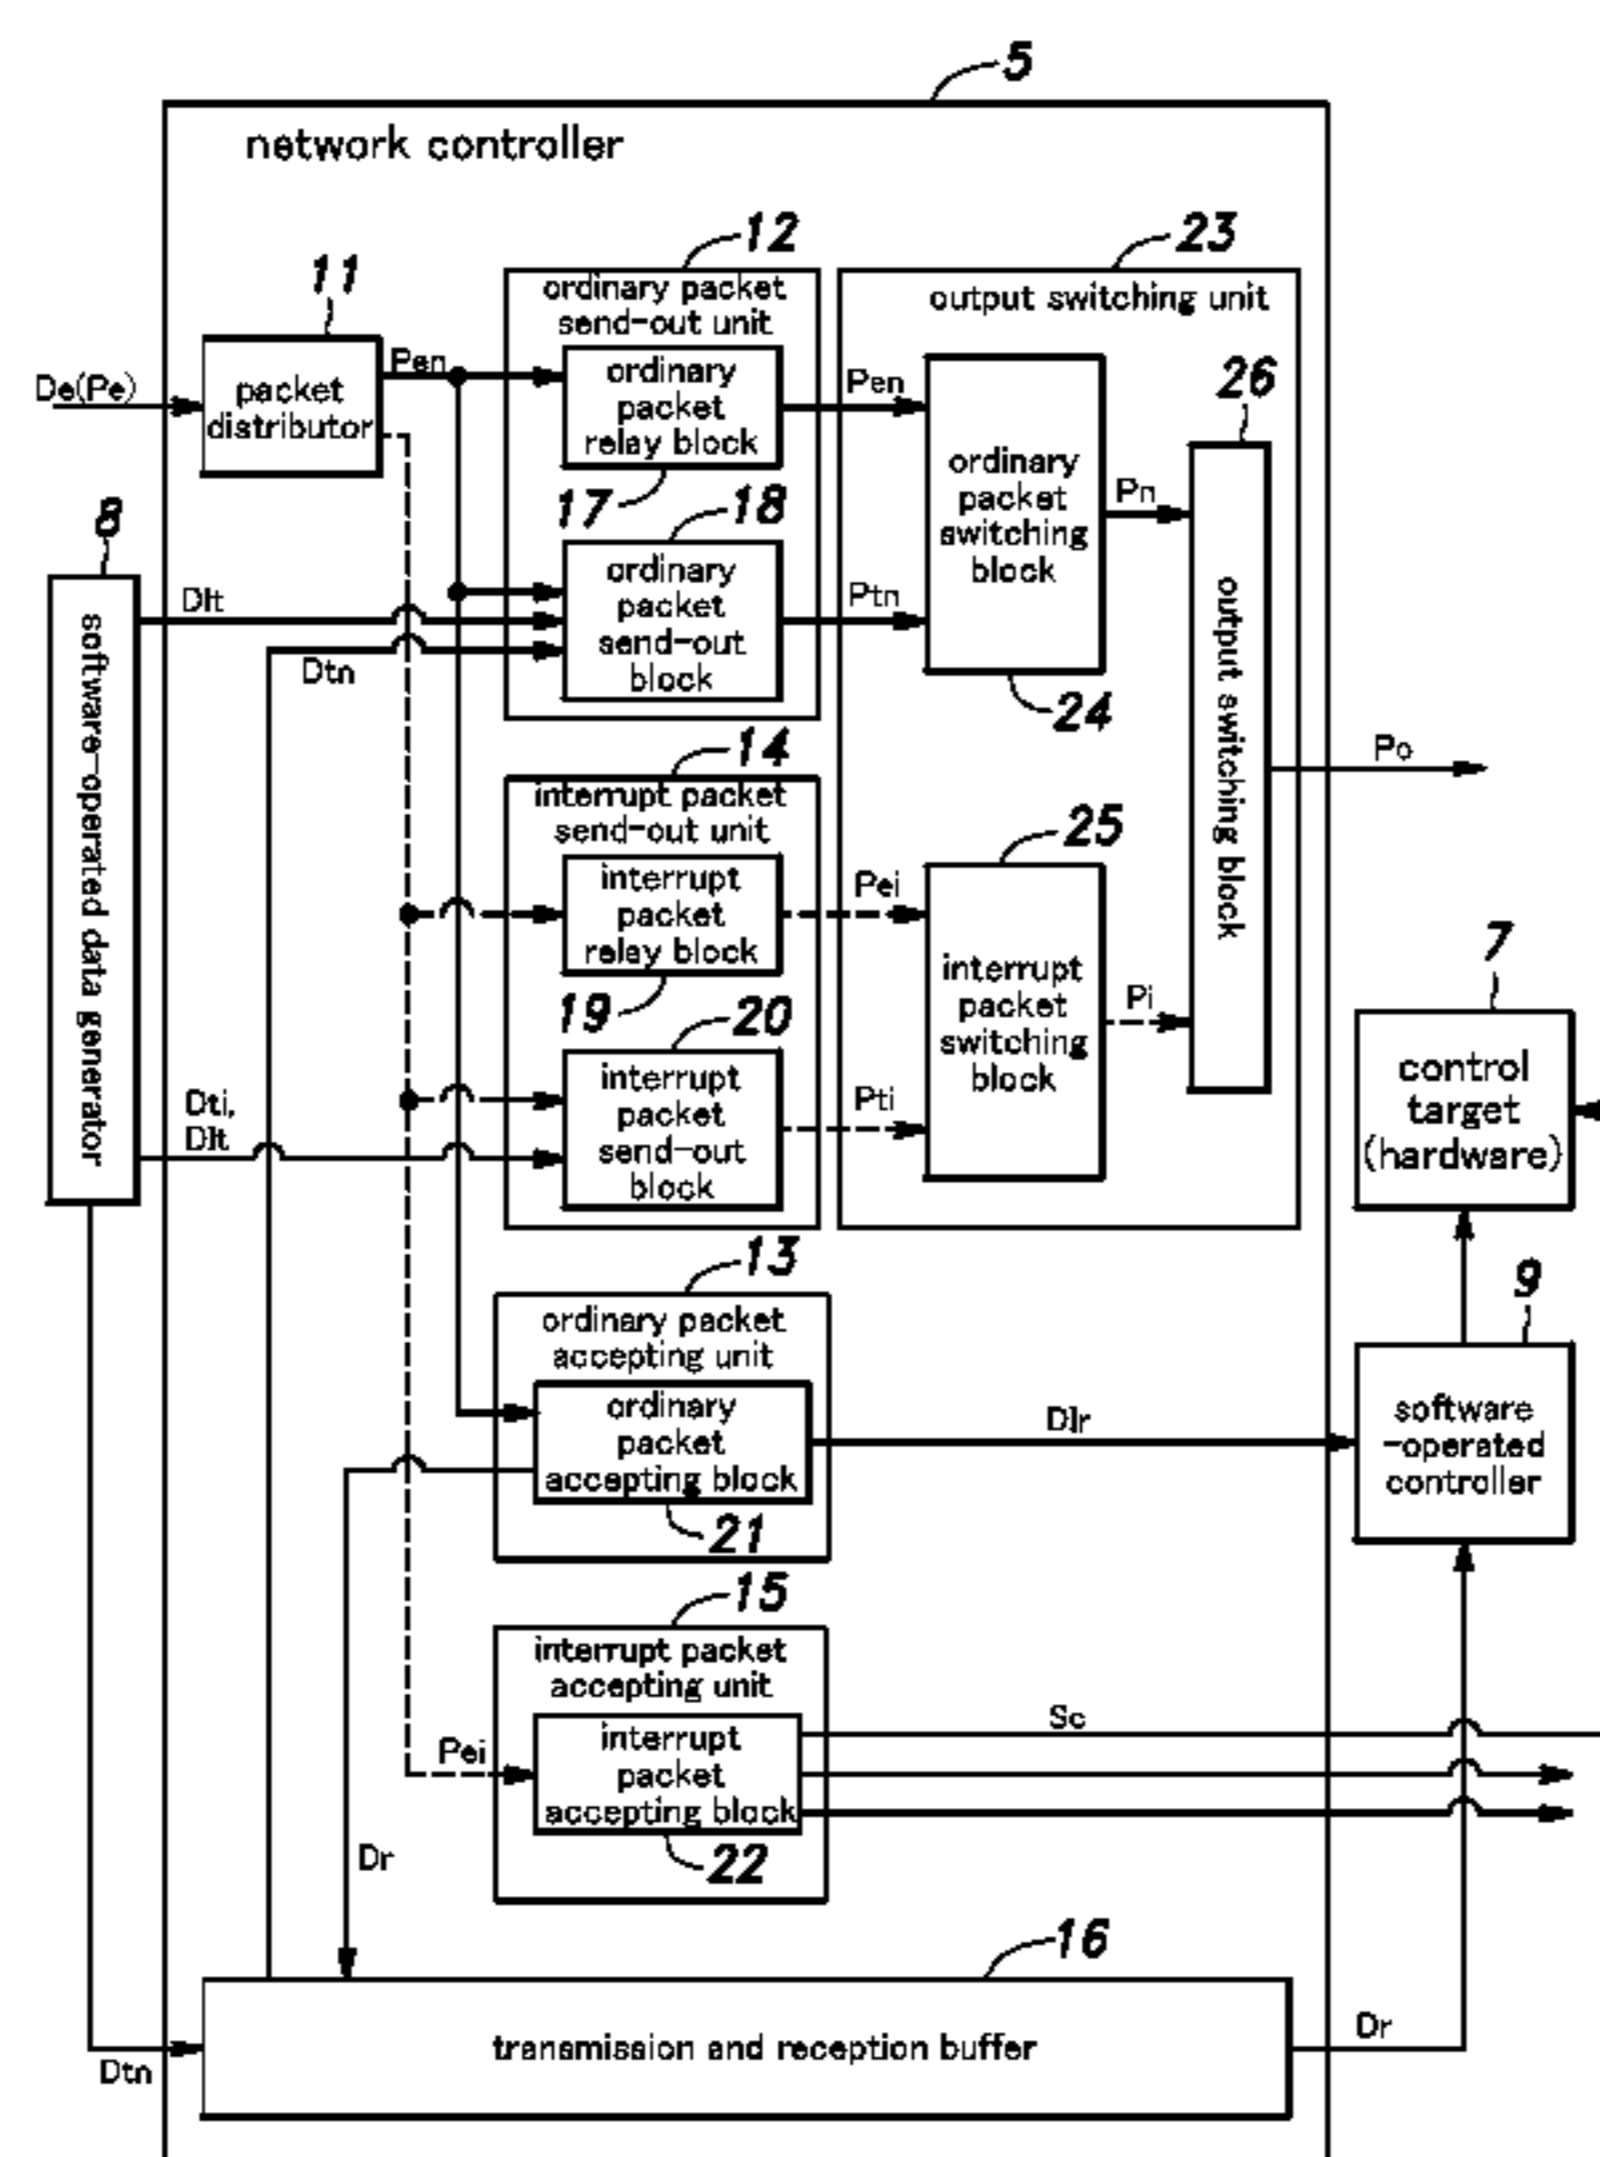 5
network controller
12
23
11
ordinary packet
send-out unit
output switching unit
De(Pe)
packet
distributor
Pen
ordinary
packet
relay block
17
Pen
26
8
18
ordinary
packet
switching
block
Pn
24
software-operated data generator
Dlt
Dtn
ordinary
packet
send-out
block
Ptn
output switching block
Po
14
interrupt packet
send-out unit
interrupt
packet
relay block
19
Pei
25
interrupt
packet
switching
block
Pi
7
control
target
(hardware)
20
Dti,
Dlt
interrupt
packet
send-out
block
Pti
13
ordinary packet
accepting unit
ordinary
packet
accepting block
21
Dlr
9
software
-operated
controller
15
interrupt packet
accepting unit
Pei
interrupt
packet
accepting block
22
Sc
Dr
16
transmission and reception buffer
Dtn
Dr